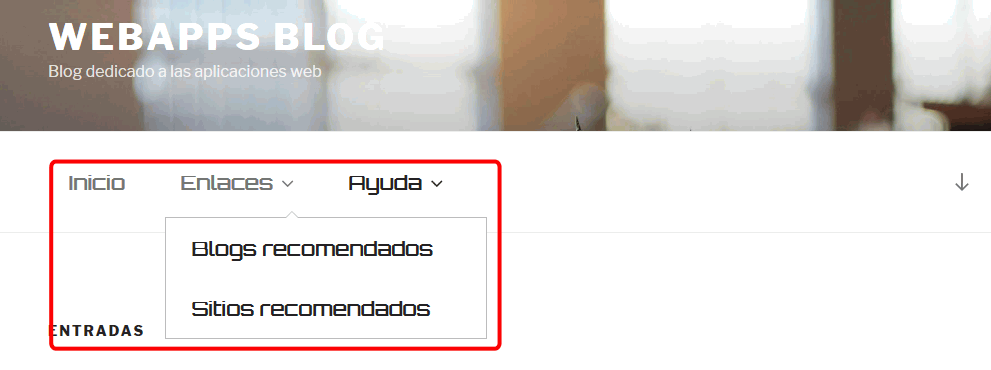 WEBAPPS BLOG
Blog dedicado a las aplicaciones web
Inicio Enlaces Ayuda
Blogs recomendados
Sitios recomendados
ENTRADAS